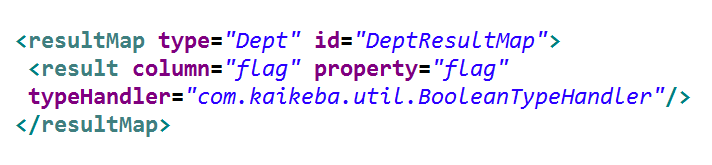 <resultMap type="Dept" id="DeptResultMap">
<result column="flag" property="flag"
typeHandler="com.kaikeba.util.BooleanTypeHandler"/>
</resultMap>